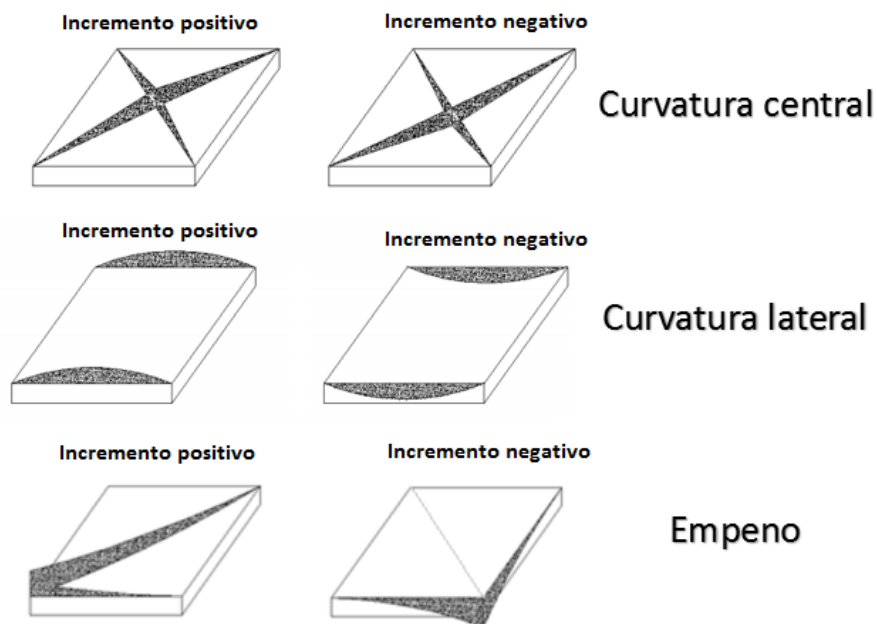 Incremento positivo
Incremento negativo
Curvatura central
Incremento positivo
Incremento negativo
Curvatura lateral
Incremento positivo
Incremento negativo
Empeno